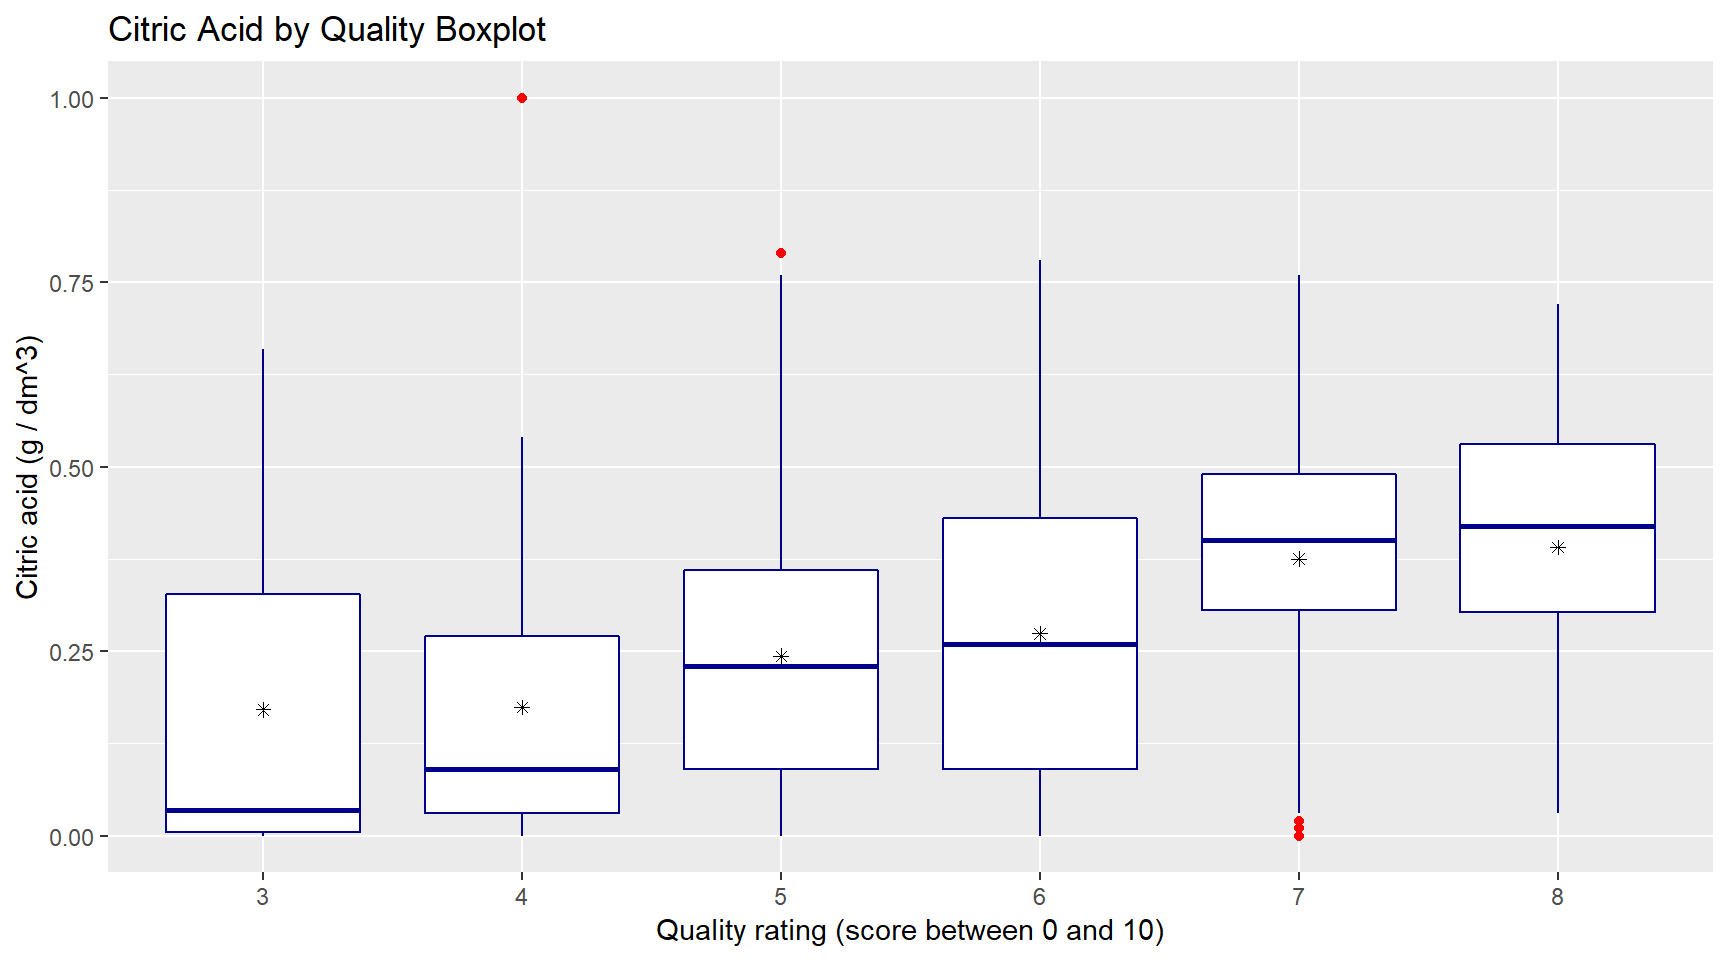 Citric Acid by Quality Boxplot
1.00
0.75
0.50
0.25
0.00
Citric acid (g / dm^3)
3 4 5 6 7 8
Quality rating (score between 0 and 10)